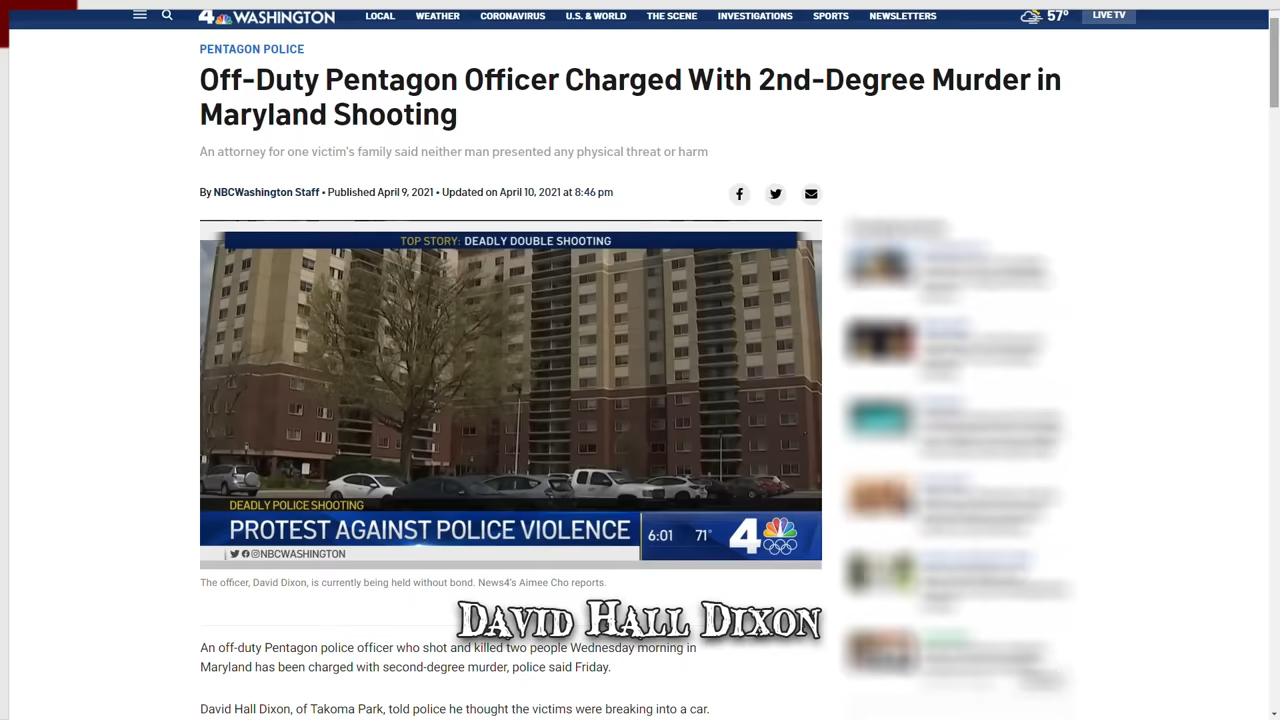 4 WASHINGTON LOCAL WEATHER CORONAVIRUS U.S. & WORLD THE SCENE INVESTIGATIONS SPORTS NEWSLETTERS 57° LIVE TV
PENTAGON POLICE
Off-Duty Pentagon Officer Charged With 2nd-Degree Murder in
Maryland Shooting
An attorney for one victim's family said neither man presented any physical threat or harm
By NBCWashington Staff • Published April 9, 2021 • Updated on April 10, 2021 at 8:46 pm
TOP STORY: DEADLY DOUBLE SHOOTING
DEADLY POLICE SHOOTING
PROTEST AGAINST POLICE VIOLENCE 6:01 71° 4
@NBCWASHINGTON
The officer, David Dixon, is currently being held without bond. News4's Aimee Cho reports.
DAVID HALL DIXON
An off-duty Pentagon police officer who shot and killed two people Wednesday morning in
Maryland has been charged with second-degree murder, police said Friday.
David Hall Dixon, of Takoma Park, told police he thought the victims were breaking into a car.